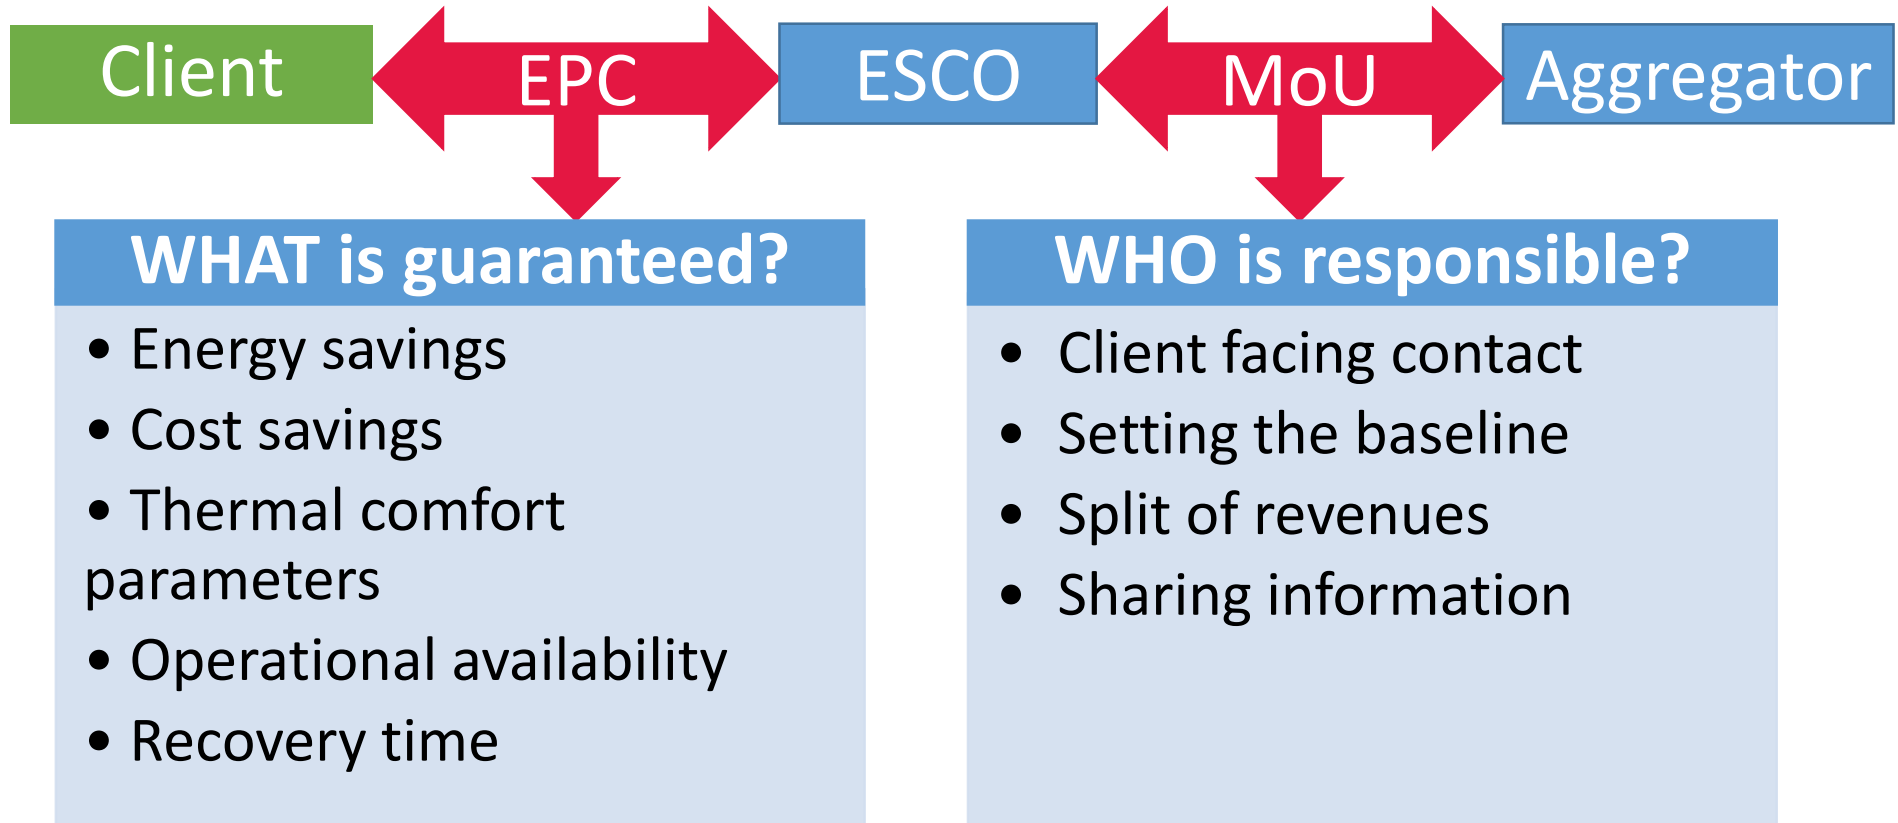 Client
EPC
ESCO
MoU
Aggregator
WHAT is guaranteed?
• Energy savings
• Cost savings
• Thermal comfort
parameters
• Operational availability
• Recovery time
WHO is responsible?
• Client facing contact
• Setting the baseline
• Split of revenues
• Sharing information